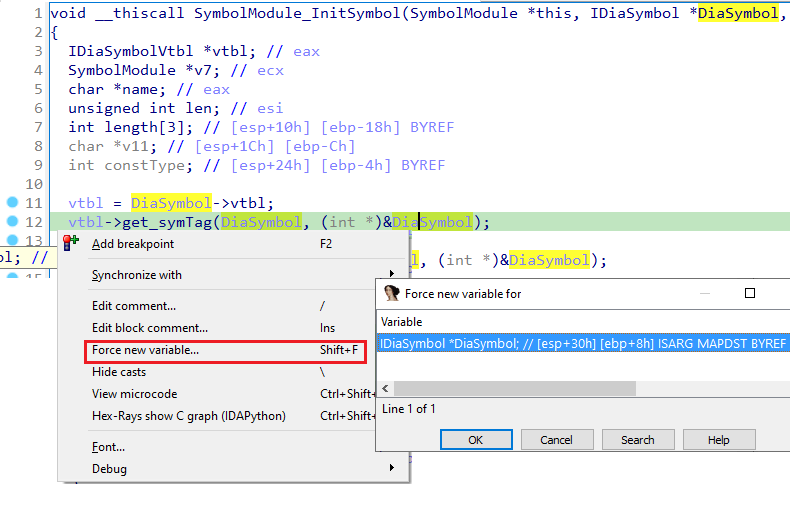 1 void __thiscall SymbolModule_InitSymbol(SymbolModule *this, IDiaSymbol *DiaSymbol,
2 {
3 IDiaSymbolVtbl *vtbl; // eax
4 SymbolModule *v7; // ecx
5 char *name; // eax
6 unsigned int len; // esi
7 int length[3]; // [esp+10h] [ebp-18h] BYREF
8 char *v11; // [esp+1Ch] [ebp-Ch]
9 int constType; // [esp+24h] [ebp-4h] BYREF
10
11 vtbl = DiaSymbol->vtbl;
12 vtbl->get_symTag(DiaSymbol, (int *)&DiaSymbol);
13
ol; //
l, (int *)&DiaSymbol);
15
Add breakpoint F2
Synchronize with
Edit comment... /
Edit block comment... Ins
Force new variable... Shift+F
Hide casts \
View microcode Ctrl+Shift+
Hex-Rays show C graph (IDAPython) Ctrl+Shift+
Font...
Debug
Force new variable for
Variable
IDiaSymbol *DiaSymbol; // [esp+30h] [ebp+8h] ISARG MAPDST BYREF
Line 1 of 1
OK Cancel Search Help